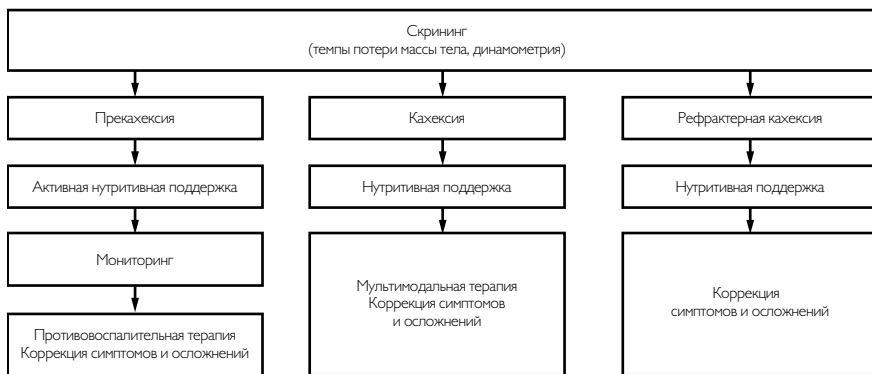 Скрининг
(темпы потери массы тела, динамометрия)
Прекахексия
Кахексия
Рефрактерная кахексия
Активная нутритивная поддержка
Нутритивная поддержка
Нутритивная поддержка
Мониторинг
Мультимодальная терапия
Коррекция симптомов
и осложнений
Коррекция
симптомов и осложнений
Противовоспалительная терапия
Коррекция симптомов и осложнений